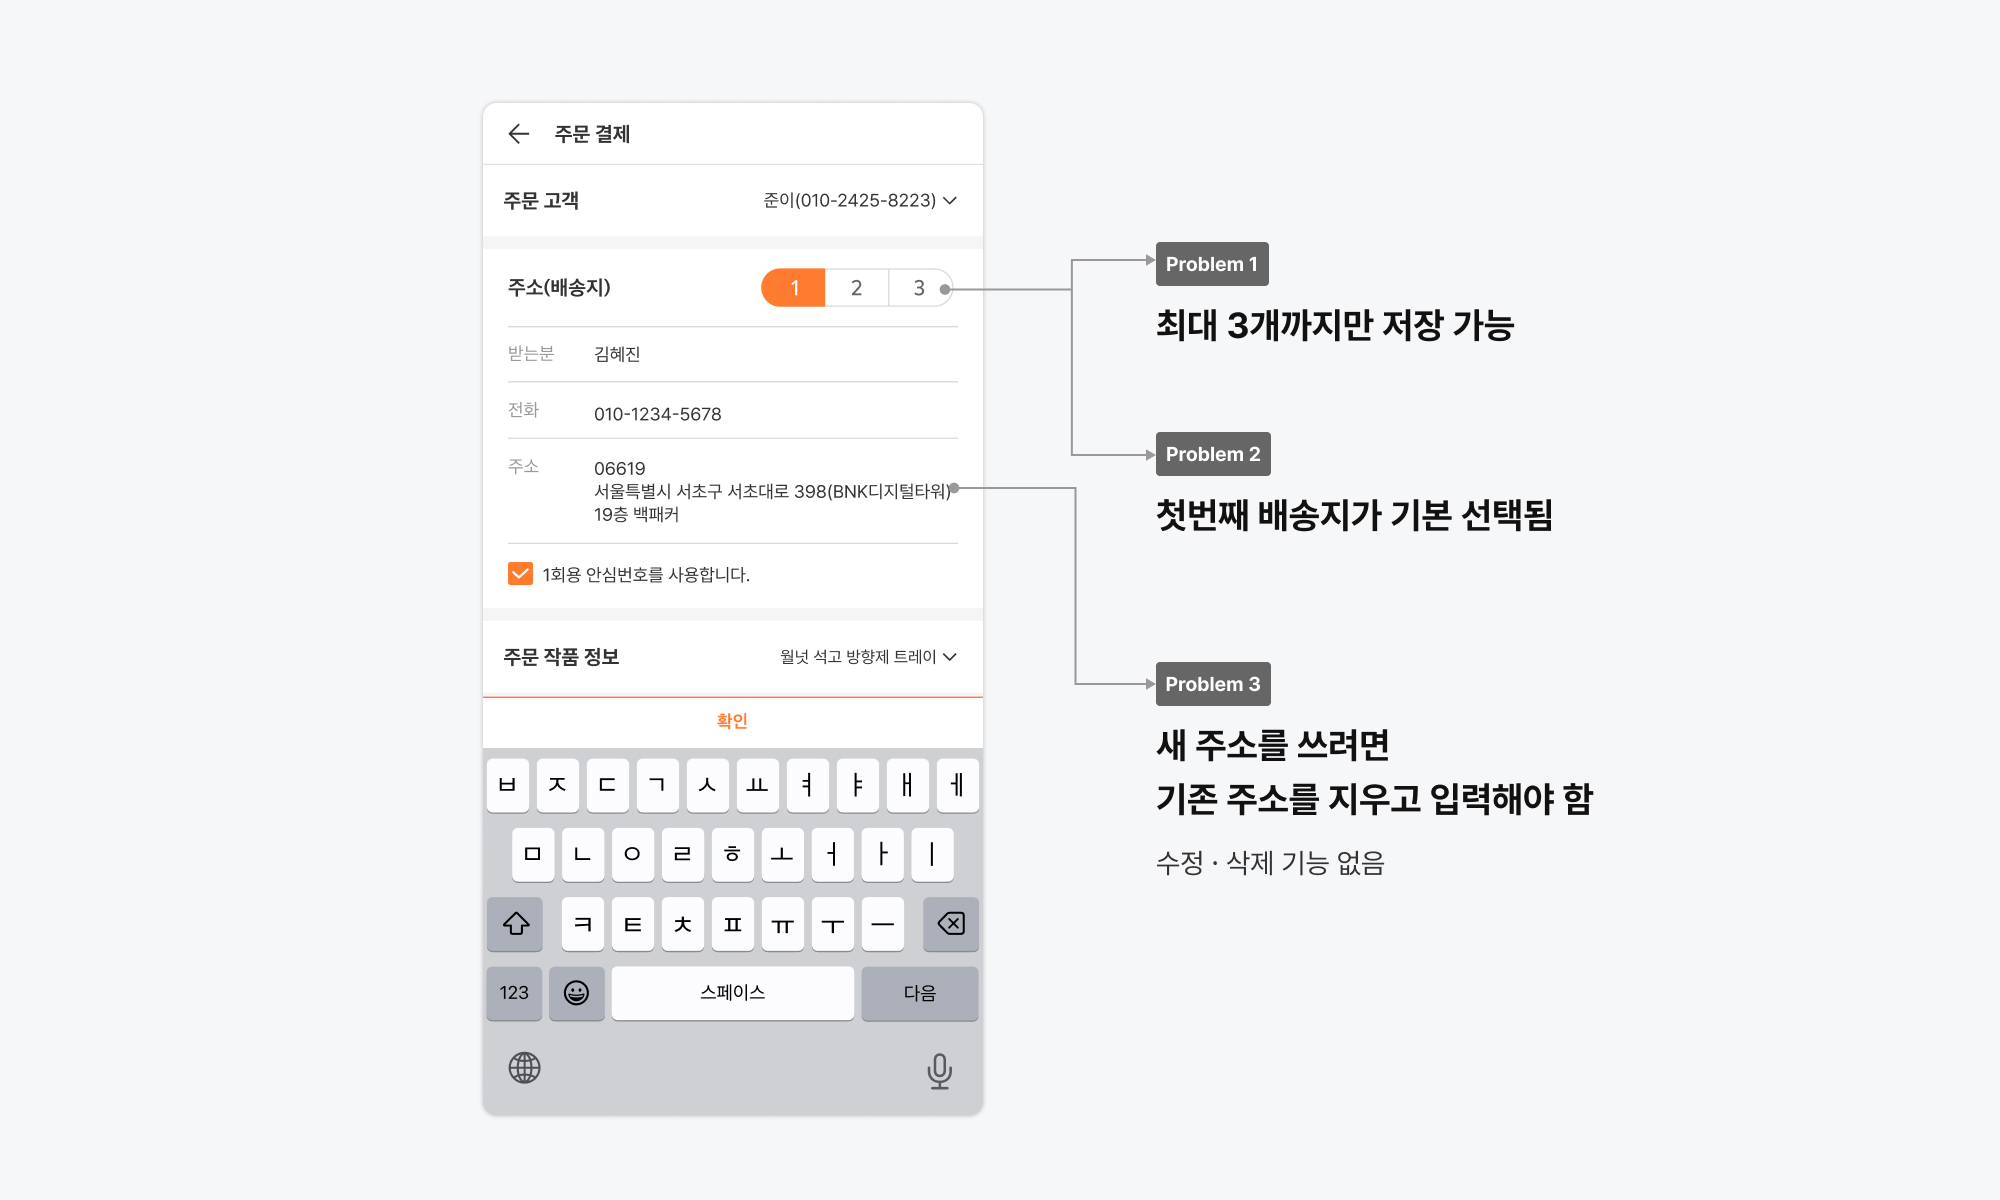 주문 결제
주문 고객
준이(010-2425-8223)
주소(배송지)
1
2
3
받는분
김혜진
전화
010-1234-5678
주소
06619
서울특별시 서초구 서초대로 398(BNK디지털타워)
19층 백패커
1회용 안심번호를 사용합니다.
주문 작품 정보
월넛 석고 방향제 트레이
확인
ㅂ ㅈ ㄷ ㄱ ㅅ ㅛ ㅕ ㅑ ㅐ ㅔ
ㅁ ㄴ ㅇ ㄹ ㅎ ㅗ ㅓ ㅏ ㅣ
ㅋ ㅌ ㅊ ㅍ ㅠ ㅜ ㅡ
123
스페이스
다음
Problem 1
최대 3개까지만 저장 가능
Problem 2
첫번째 배송지가 기본 선택됨
Problem 3
새 주소를 쓰려면
기존 주소를 지우고 입력해야 함
수정 · 삭제 기능 없음